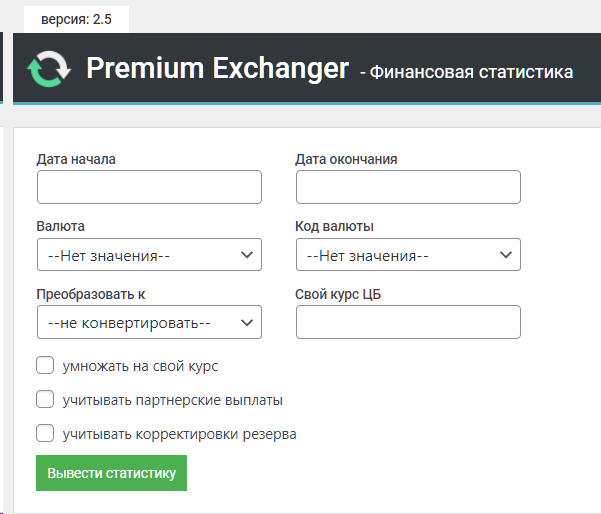 версия: 2.5
Premium Exchanger - Финансовая статистика
Дата начала Дата окончания
Валюта Код валюты
--Нет значения-- --Нет значения--
Преобразовать к Свой курс ЦБ
--не конвертировать--
умножать на свой курс
учитывать партнерские выплаты
учитывать корректировки резерва
Вывести статистику